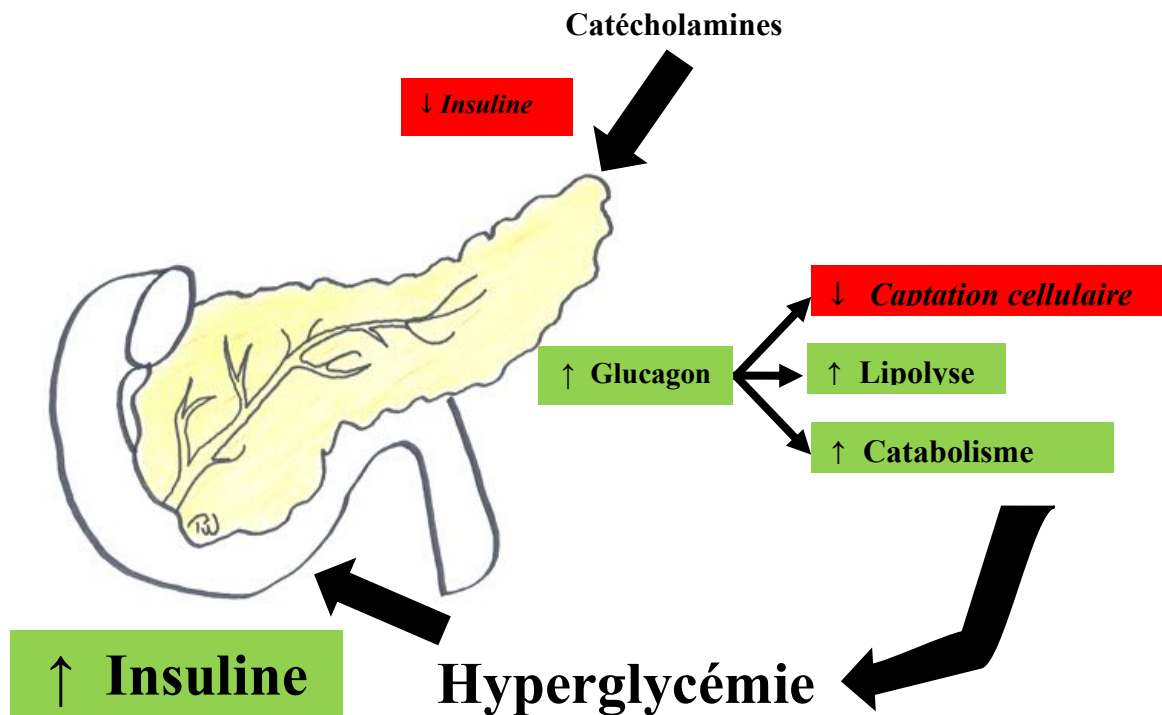 Catécholamines
↓ Insuline
↓ Captation cellulaire
↑ Glucagon
↑ Lipolyse
↑ Catabolisme
↑ Insuline
Hyperglycémie